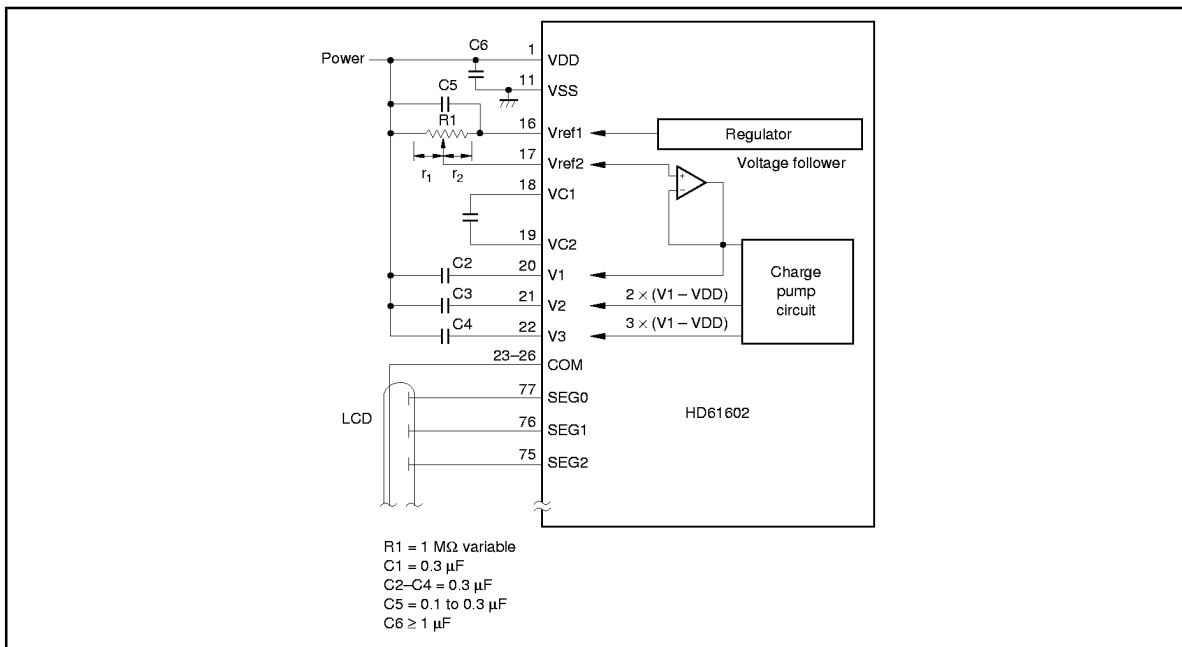 Power
C6
1
VDD
11
VSS
C5
R1
16
Vref1
Regulator
r1
r2
17
Vref2
Voltage follower
+
−
18
VC1
19
VC2
C2
20
V1
Charge
pump
circuit
C3
21
V2
2 × (V1 – VDD)
C4
22
V3
3 × (V1 – VDD)
23–26
COM
LCD
77
SEG0
HD61602
76
SEG1
75
SEG2
R1 = 1 MΩ variable
C1 = 0.3 µF
C2–C4 = 0.3 µF
C5 = 0.1 to 0.3 µF
C6 ≥ 1 µF